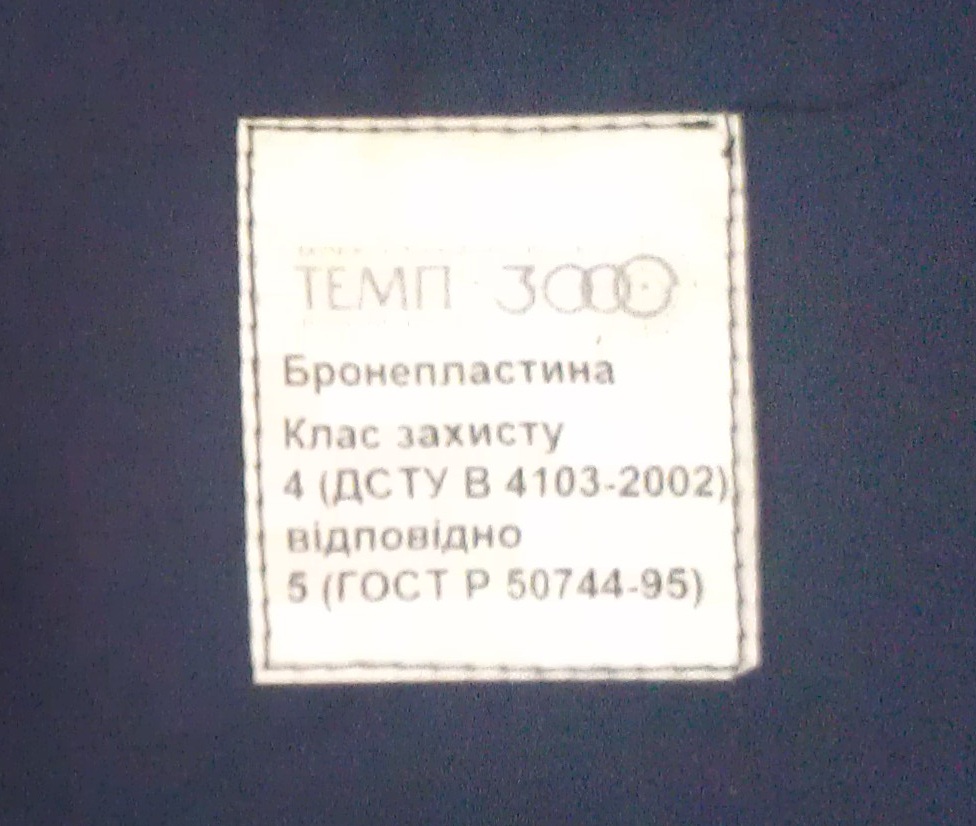 ТЕМП 3000
Бронепластина
Клас захисту
4 (ДСТУ В 4103-2002)
відповідно
5 (ГОСТ Р 50744-95)